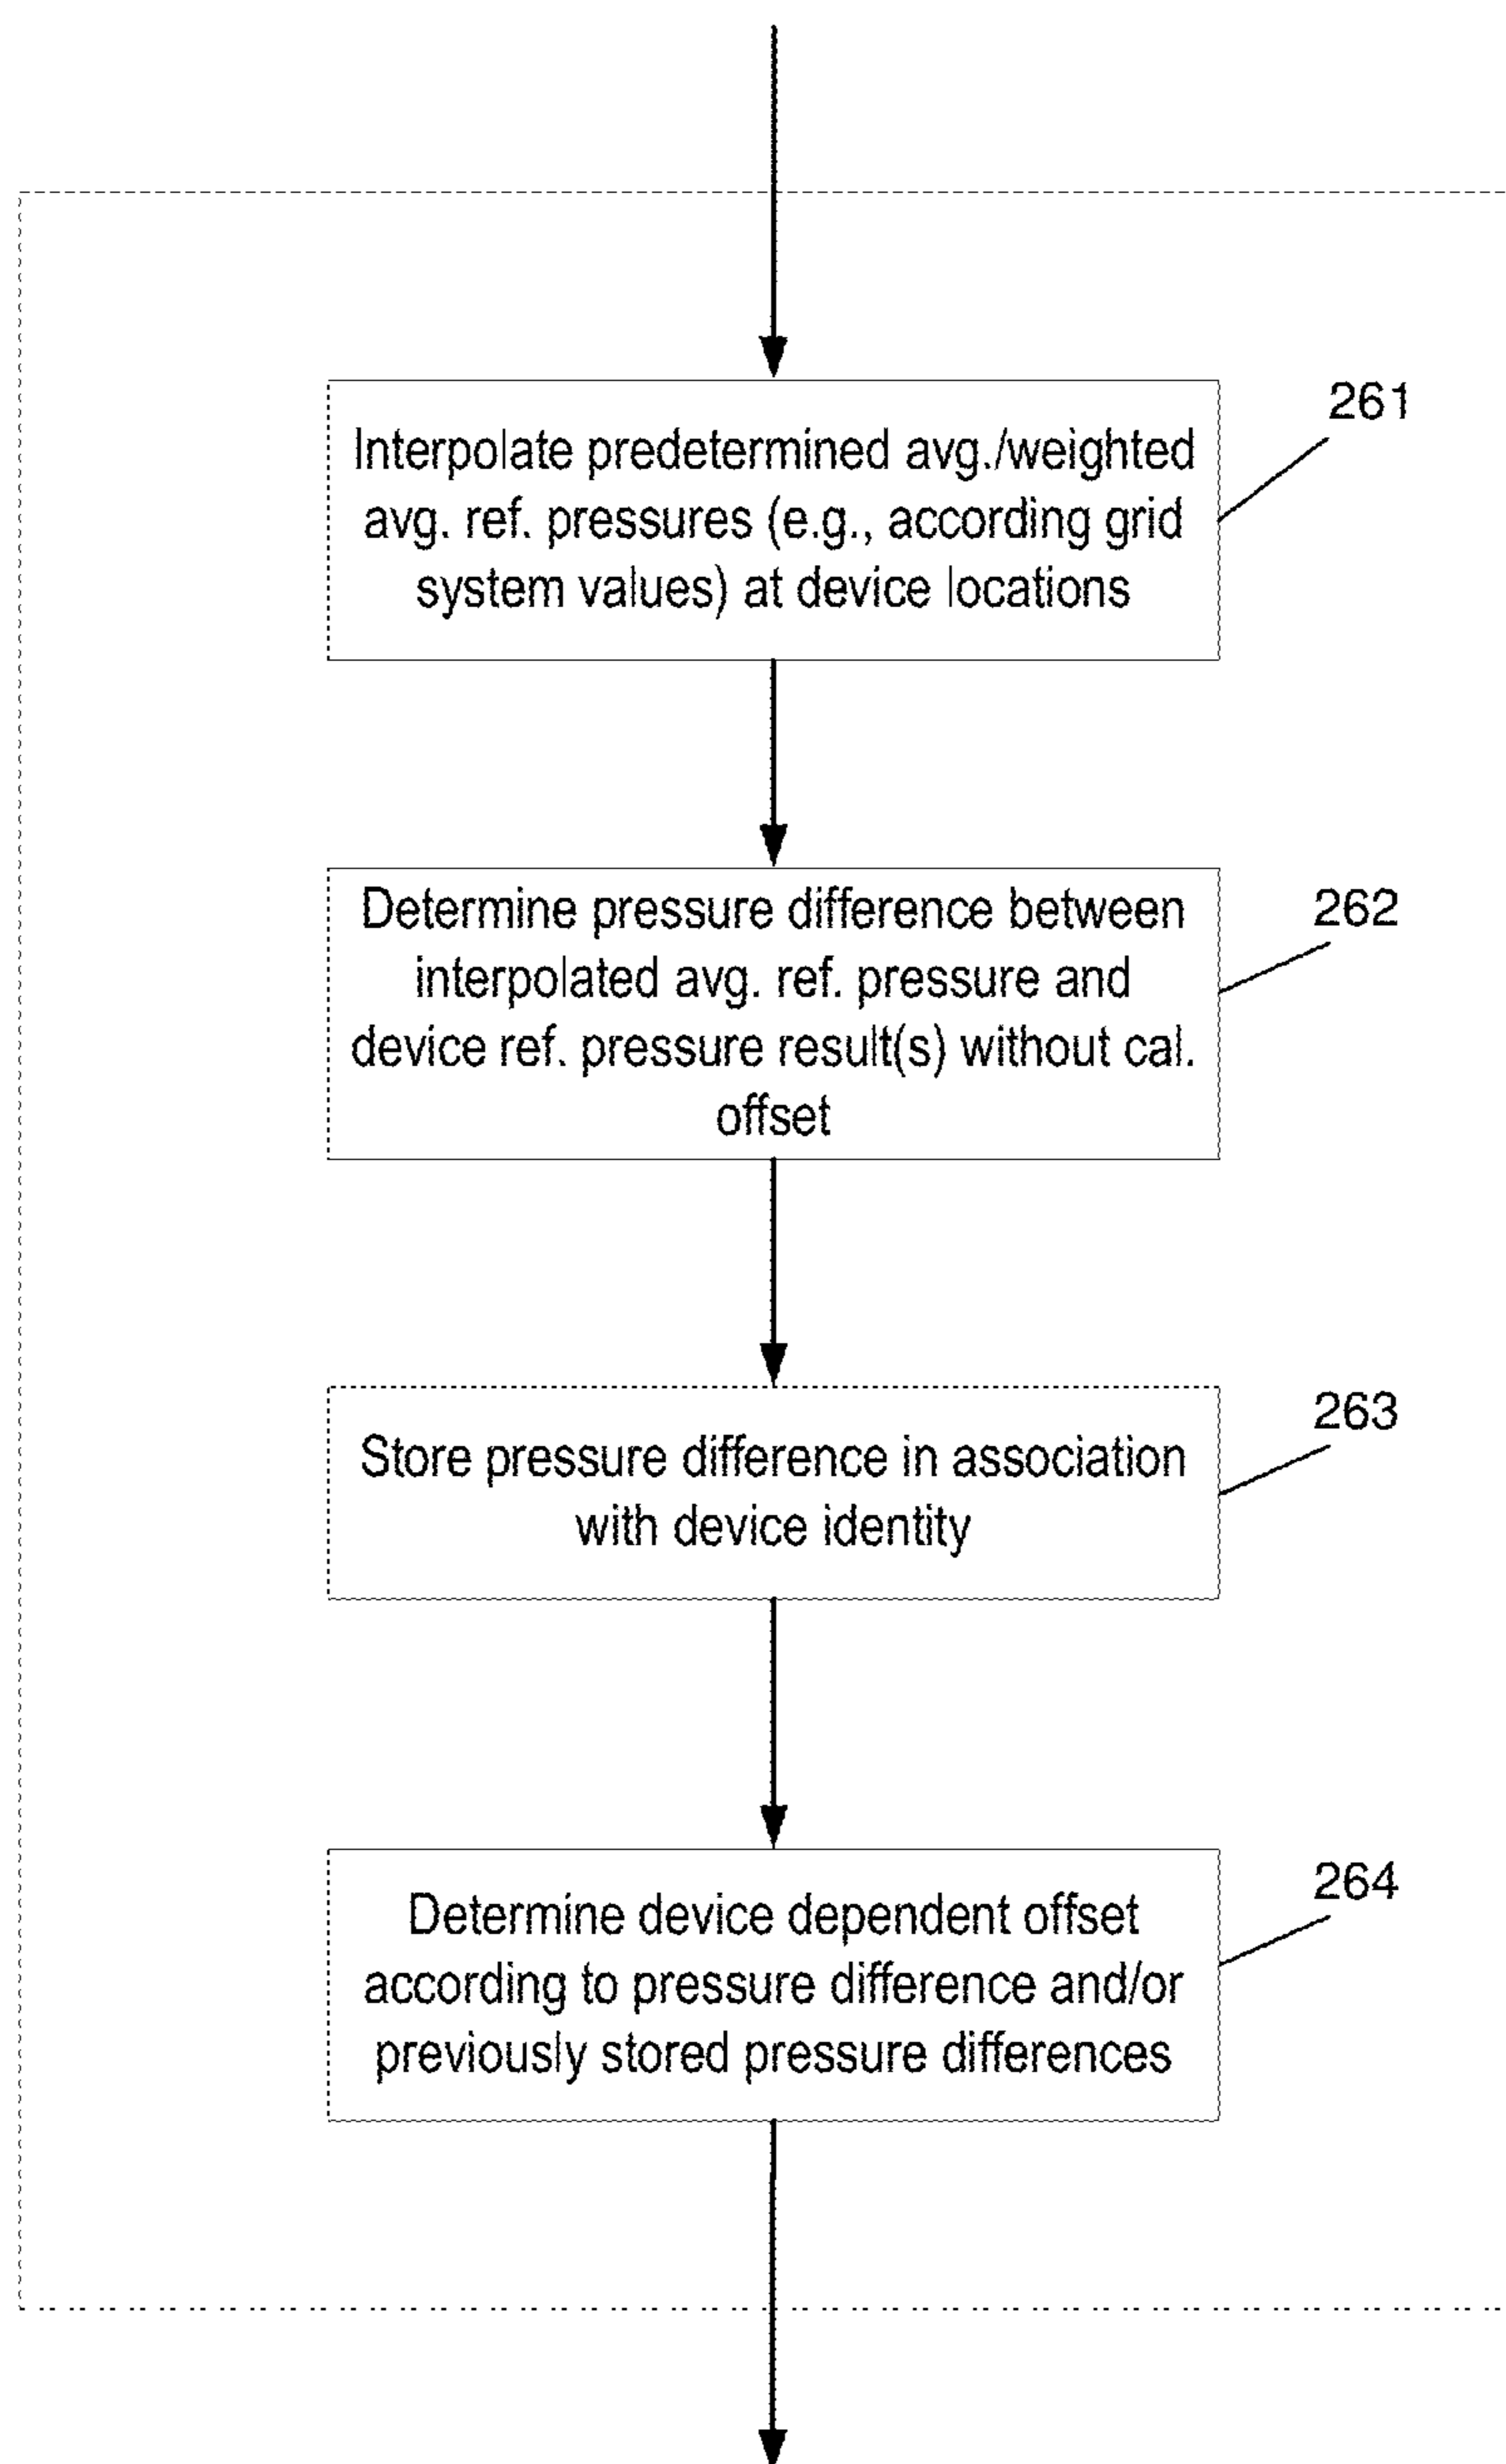 Interpolate predetermined avg./weighted
avg. ref. pressures (e.g., according grid
system values) at device locations
261
Determine pressure difference between
interpolated avg. ref. pressure and
device ref. pressure result(s) without cal.
offset
262
Store pressure difference in association
with device identity
263
Determine device dependent offset
according to pressure difference and/or
previously stored pressure differences
264